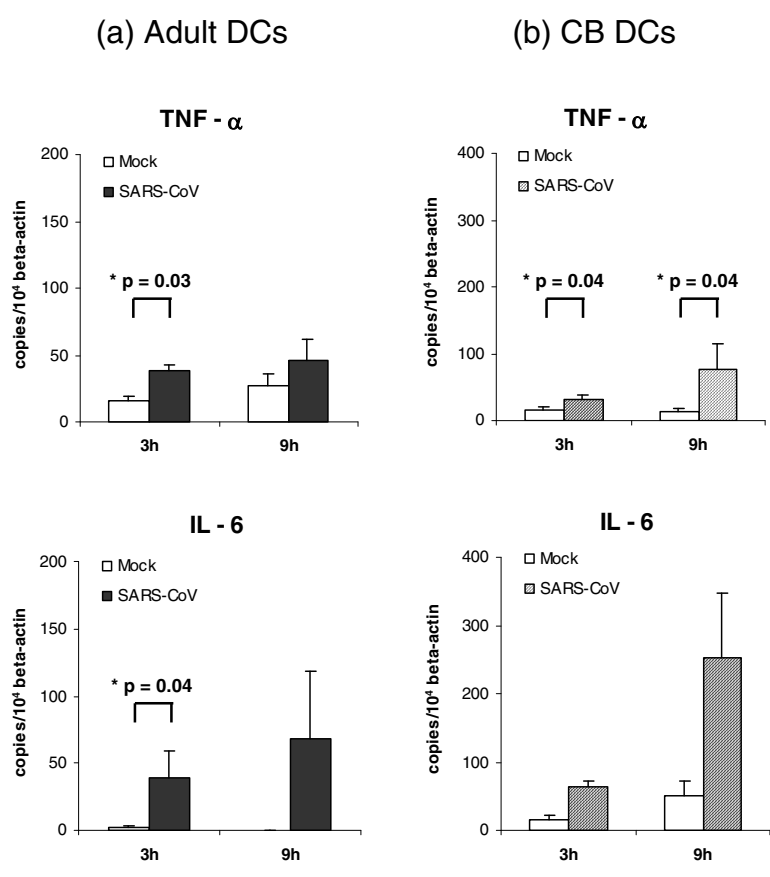 (a) Adult DCs
(b) CB DCs
TNF - α
200
150
100
50
0
copies/10⁴ beta-actin
Mock
SARS-CoV
* p = 0.03
3h
9h
TNF - α
400
300
200
100
0
copies/10⁴ beta-actin
Mock
SARS-CoV
* p = 0.04
* p = 0.04
3h
9h
IL - 6
200
150
100
50
0
copies/10⁴ beta-actin
Mock
SARS-CoV
* p = 0.04
3h
9h
IL - 6
400
300
200
100
0
copies/10⁴ beta-actin
Mock
SARS-CoV
3h
9h